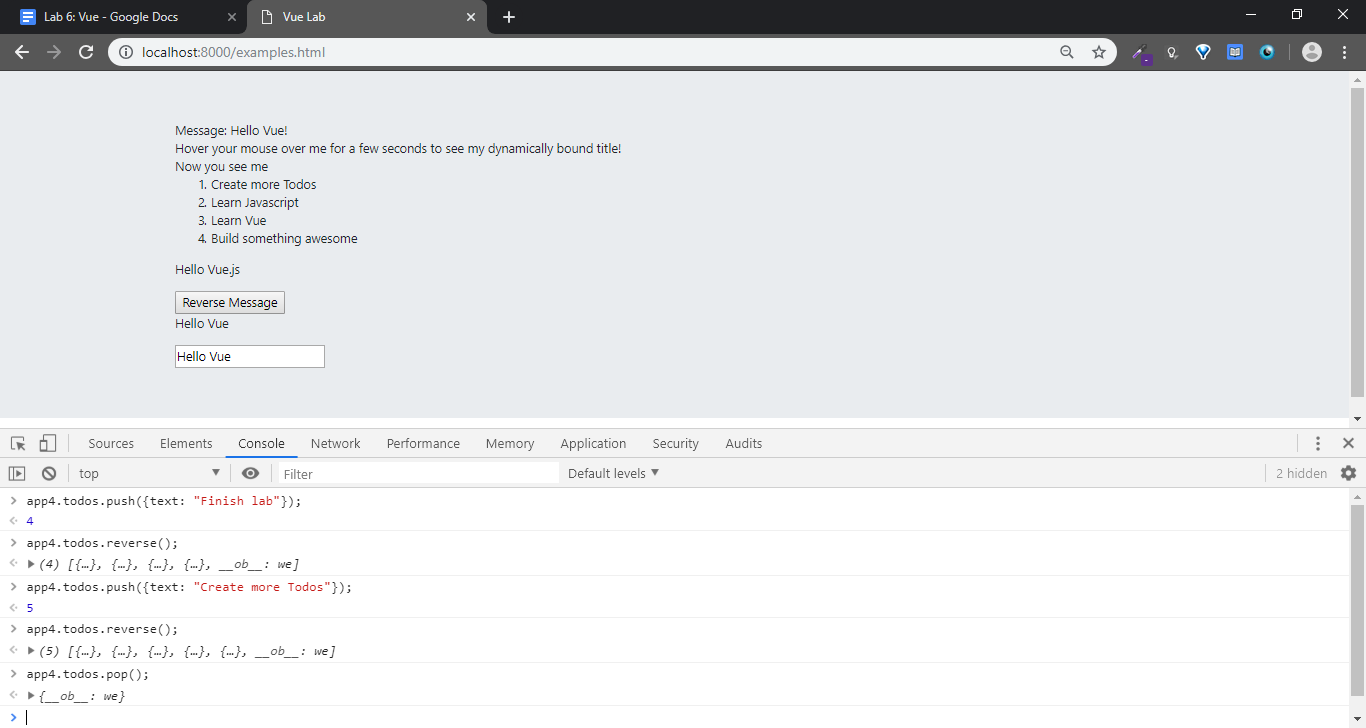 Lab 6: Vue - Google Docs
Vue Lab
localhost:8000/examples.html
Message: Hello Vue!
Hover your mouse over me for a few seconds to see my dynamically bound title!
Now you see me
1. Create more Todos
2. Learn Javascript
3. Learn Vue
4. Build something awesome
Hello Vue.js
Reverse Message
Hello Vue
Hello Vue
Sources Elements Console Network Performance Memory Application Security Audits
top Filter Default levels 2 hidden
app4.todos.push({text: "Finish lab"});
4
app4.todos.reverse();
(4) [{…}, {…}, {…}, {…}, __ob__: we]
app4.todos.push({text: "Create more Todos"});
5
app4.todos.reverse();
(5) [{…}, {…}, {…}, {…}, {…}, __ob__: we]
app4.todos.pop();
{__ob__: we}